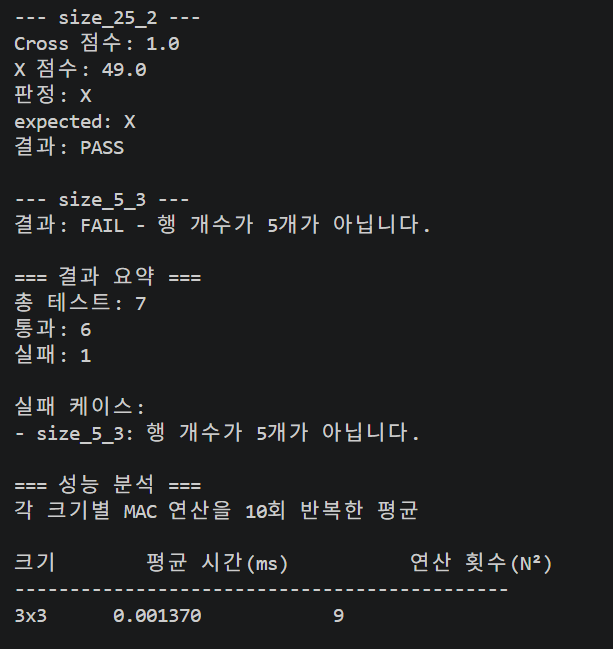 --- size_25_2 ---
Cross 점수: 1.0
X 점수: 49.0
판정: X
expected: X
결과: PASS
--- size_5_3 ---
결과: FAIL - 행 개수가 5개가 아닙니다.
=== 결과 요약 ===
총 테스트: 7
통과: 6
실패: 1
실패 케이스:
- size_5_3: 행 개수가 5개가 아닙니다.
=== 성능 분석 ===
각 크기별 MAC 연산을 10회 반복한 평균
크기 평균 시간(ms) 연산 횟수(N²)
---------------------------------------------
3x3 0.001370 9